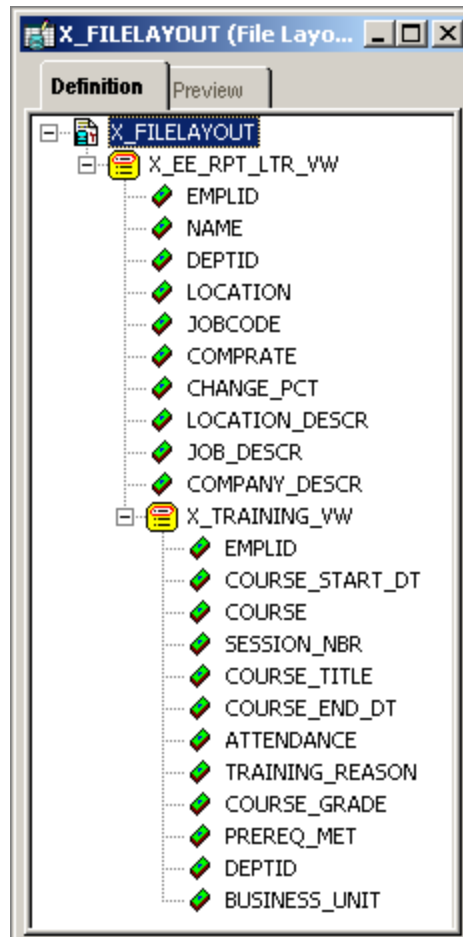 X_FILELAYOUT (File Layo...
Definition
Preview
X_FILELAYOUT
X_EE_RPT_LTR_VW
EMPLID
NAME
DEPTID
LOCATION
JOBCODE
COMPRATE
CHANGE_PCT
LOCATION_DESCR
JOB_DESCR
COMPANY_DESCR
X_TRAINING_VW
EMPLID
COURSE_START_DT
COURSE
SESSION_NBR
COURSE_TITLE
COURSE_END_DT
ATTENDANCE
TRAINING_REASON
COURSE_GRADE
PREREQ_MET
DEPTID
BUSINESS_UNIT